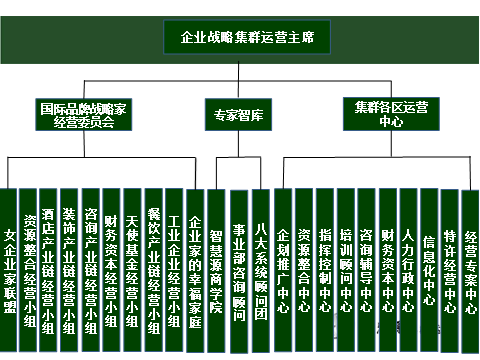 企业战略集群运营主席
国际品牌战略家
经营委员会
专家智库
集群各区运营
中心
女企业家联盟
资源整合经营小组
酒店产业链经营小组
装饰产业链经营小组
咨询产业链经营小组
财务资本经营小组
天使基金经营小组
餐饮产业链经营小组
工业企业经营小组
企业家的幸福家庭
智慧源商学院
事业部咨询顾问
八大系统顾问团
企划推广中心
资源整合中心
指挥控制中心
培训顾问中心
咨询辅导中心
财务资本中心
人力行政中心
信息化中心
特许经营中心
经营专案中心